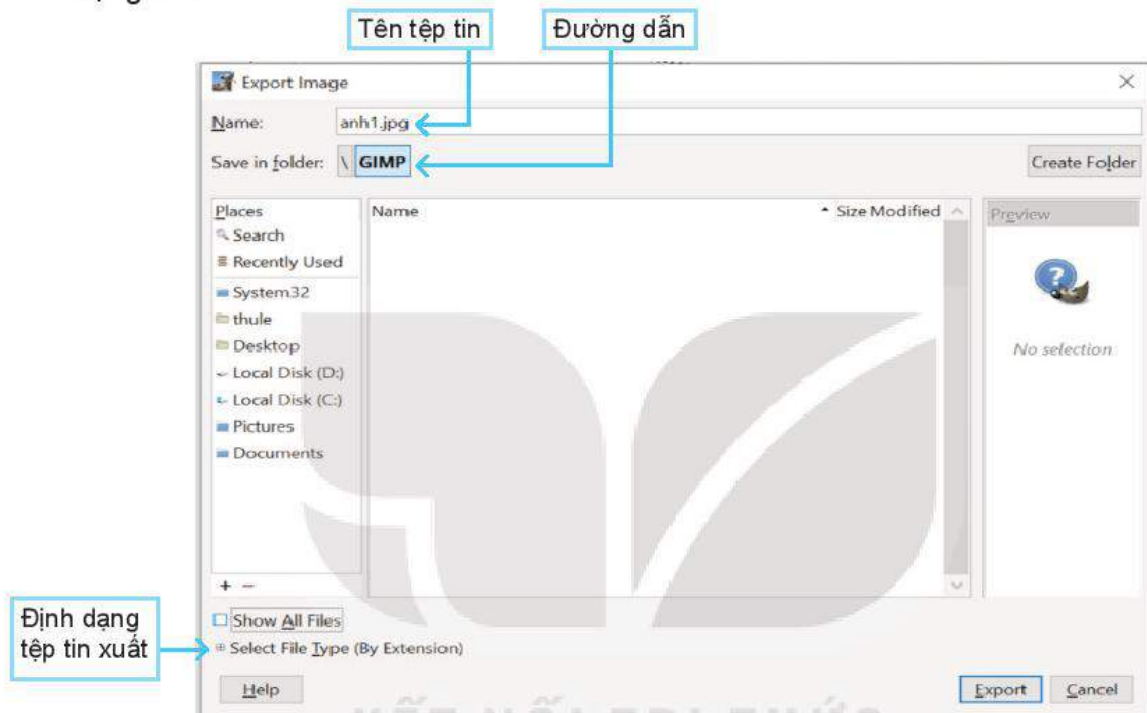 Tên tệp tin
Đường dẫn
Export Image
Name: anh1.jpg
Save in folder: \ GIMP Create Folder
Places
Search
Recently Used
System32
thule
Desktop
Local Disk (D:)
Local Disk (C:)
Pictures
Documents
Name Size Modified
Preview
No selection
+ −
Định dạng
tệp tin xuất
Show All Files
Select File Type (By Extension)
Help Export Cancel